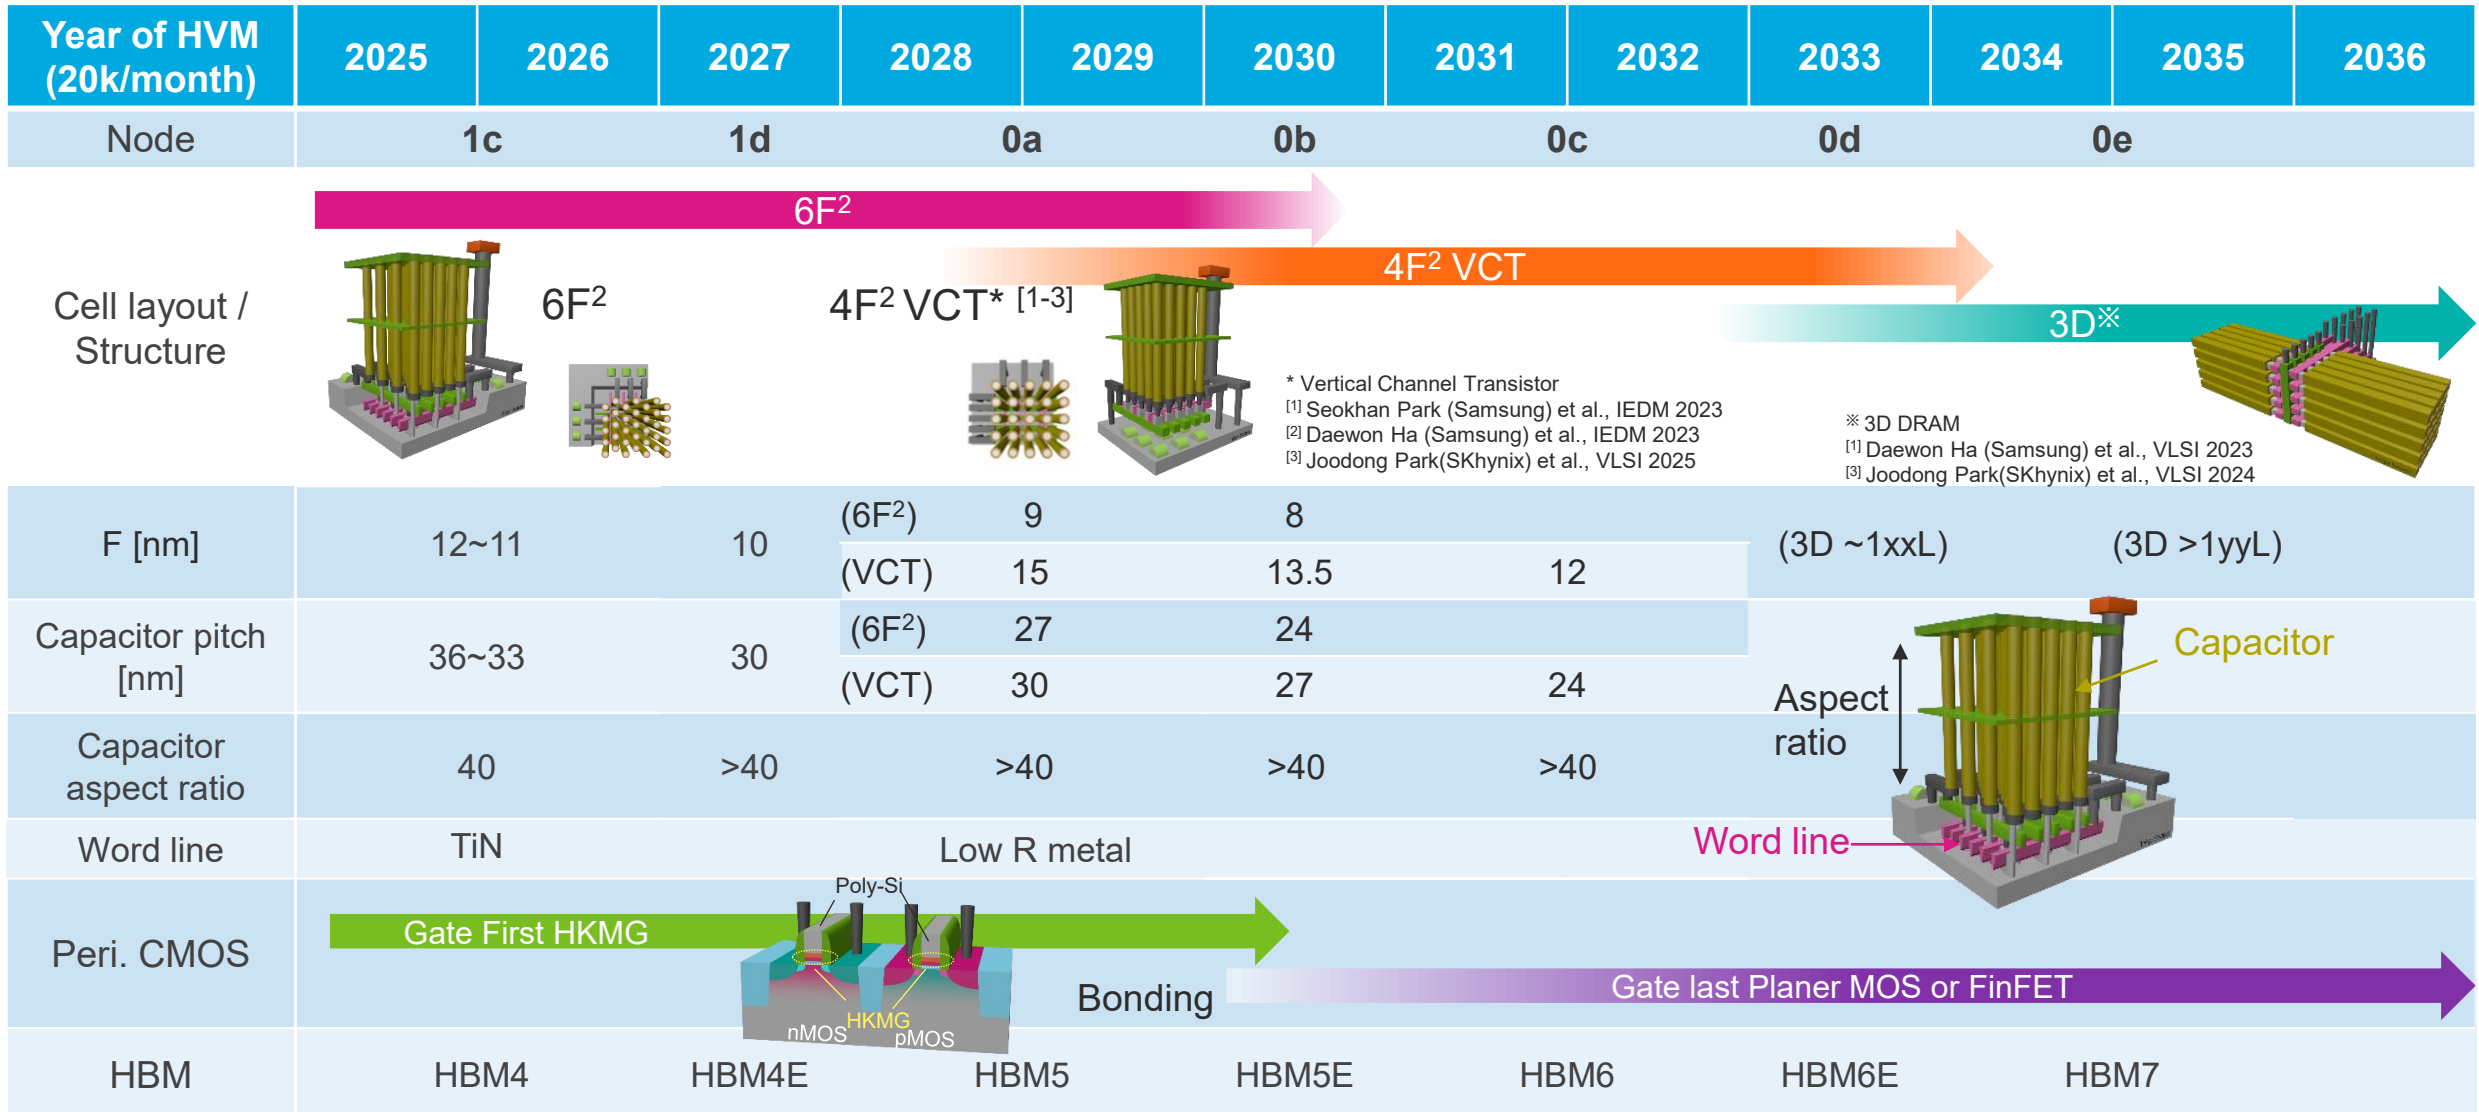 Year of HVM
(20k/month)
2025
2026
2027
2028
2029
2030
2031
2032
2033
2034
2035
2036
Node
1c
1d
0a
0b
0c
0d
0e
Cell layout /
Structure
6F²
4F² VCT
3D※
6F²
4F² VCT* [1-3]
* Vertical Channel Transistor
[1] Seokhan Park (Samsung) et al., IEDM 2023
[2] Daewon Ha (Samsung) et al., IEDM 2023
[3] Joodong Park(SKhynix) et al., VLSI 2025
※ 3D DRAM
[1] Daewon Ha (Samsung) et al., VLSI 2023
[3] Joodong Park(SKhynix) et al., VLSI 2024
F [nm]
12~11
10
(6F²)
9
8
(VCT)
15
13.5
12
(3D ~1xxL)
(3D >1yyL)
Capacitor pitch
[nm]
36~33
30
(6F²)
27
24
(VCT)
30
27
24
Capacitor
Aspect
ratio
Capacitor
aspect ratio
40
>40
>40
>40
>40
Word line
TiN
Low R metal
Word line
Peri. CMOS
Gate First HKMG
Poly-Si
HKMG
nMOS
pMOS
Bonding
Gate last Planer MOS or FinFET
HBM
HBM4
HBM4E
HBM5
HBM5E
HBM6
HBM6E
HBM7